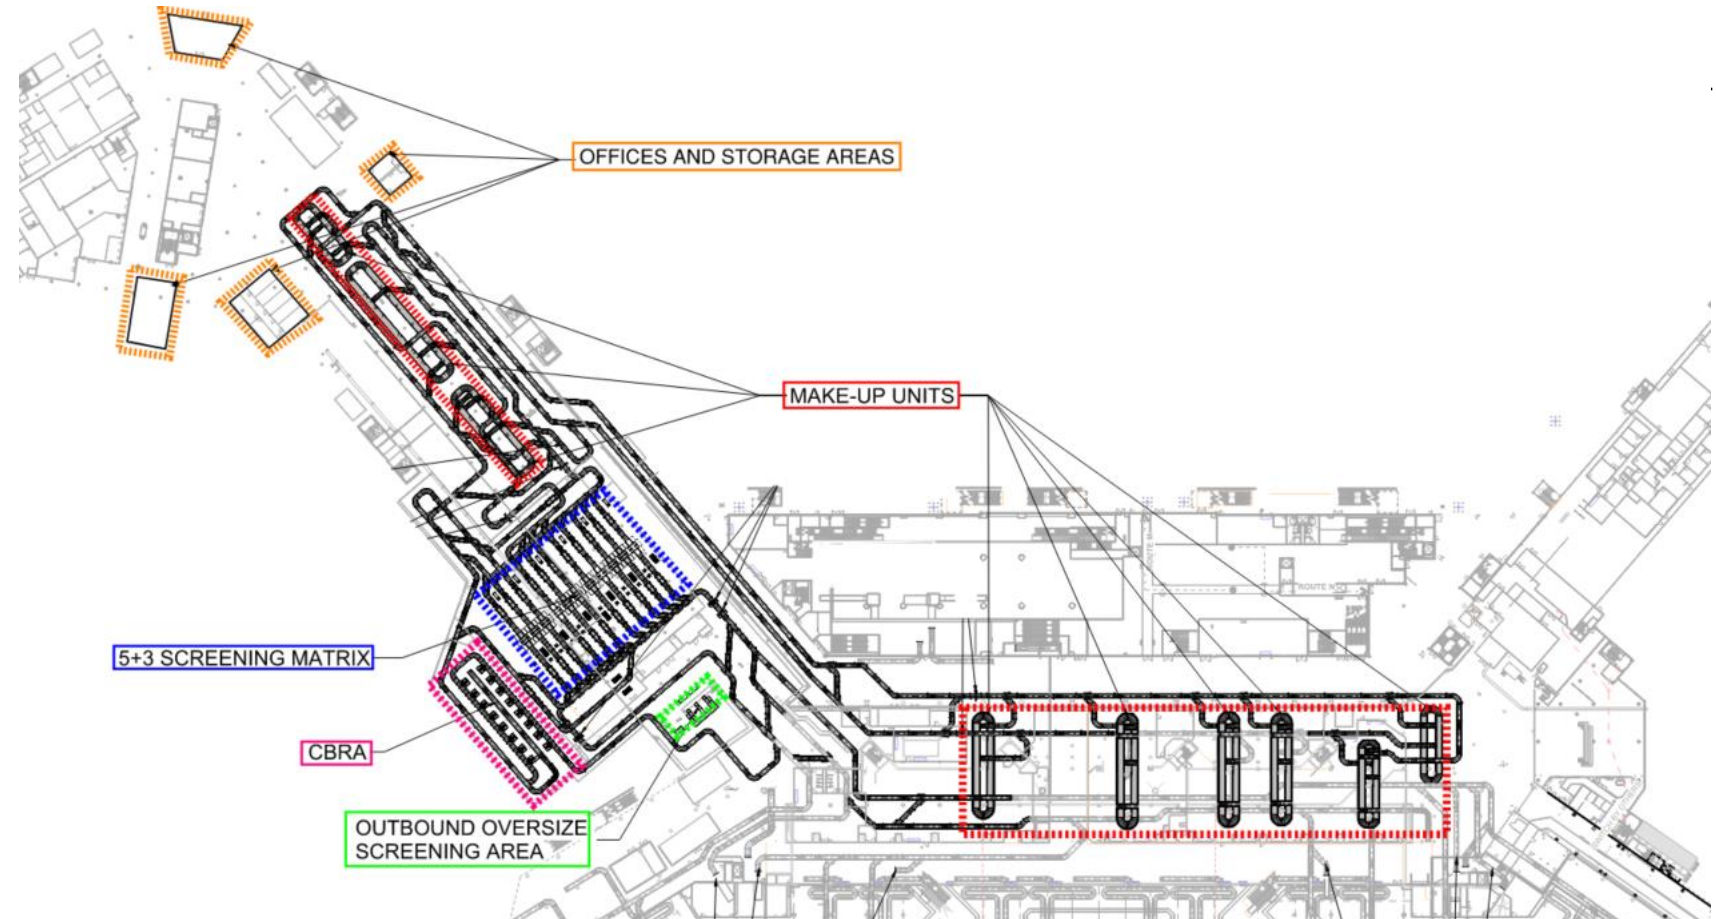 OFFICES AND STORAGE AREAS
MAKE-UP UNITS
5+3 SCREENING MATRIX
CBRA
OUTBOUND OVERSIZE
SCREENING AREA